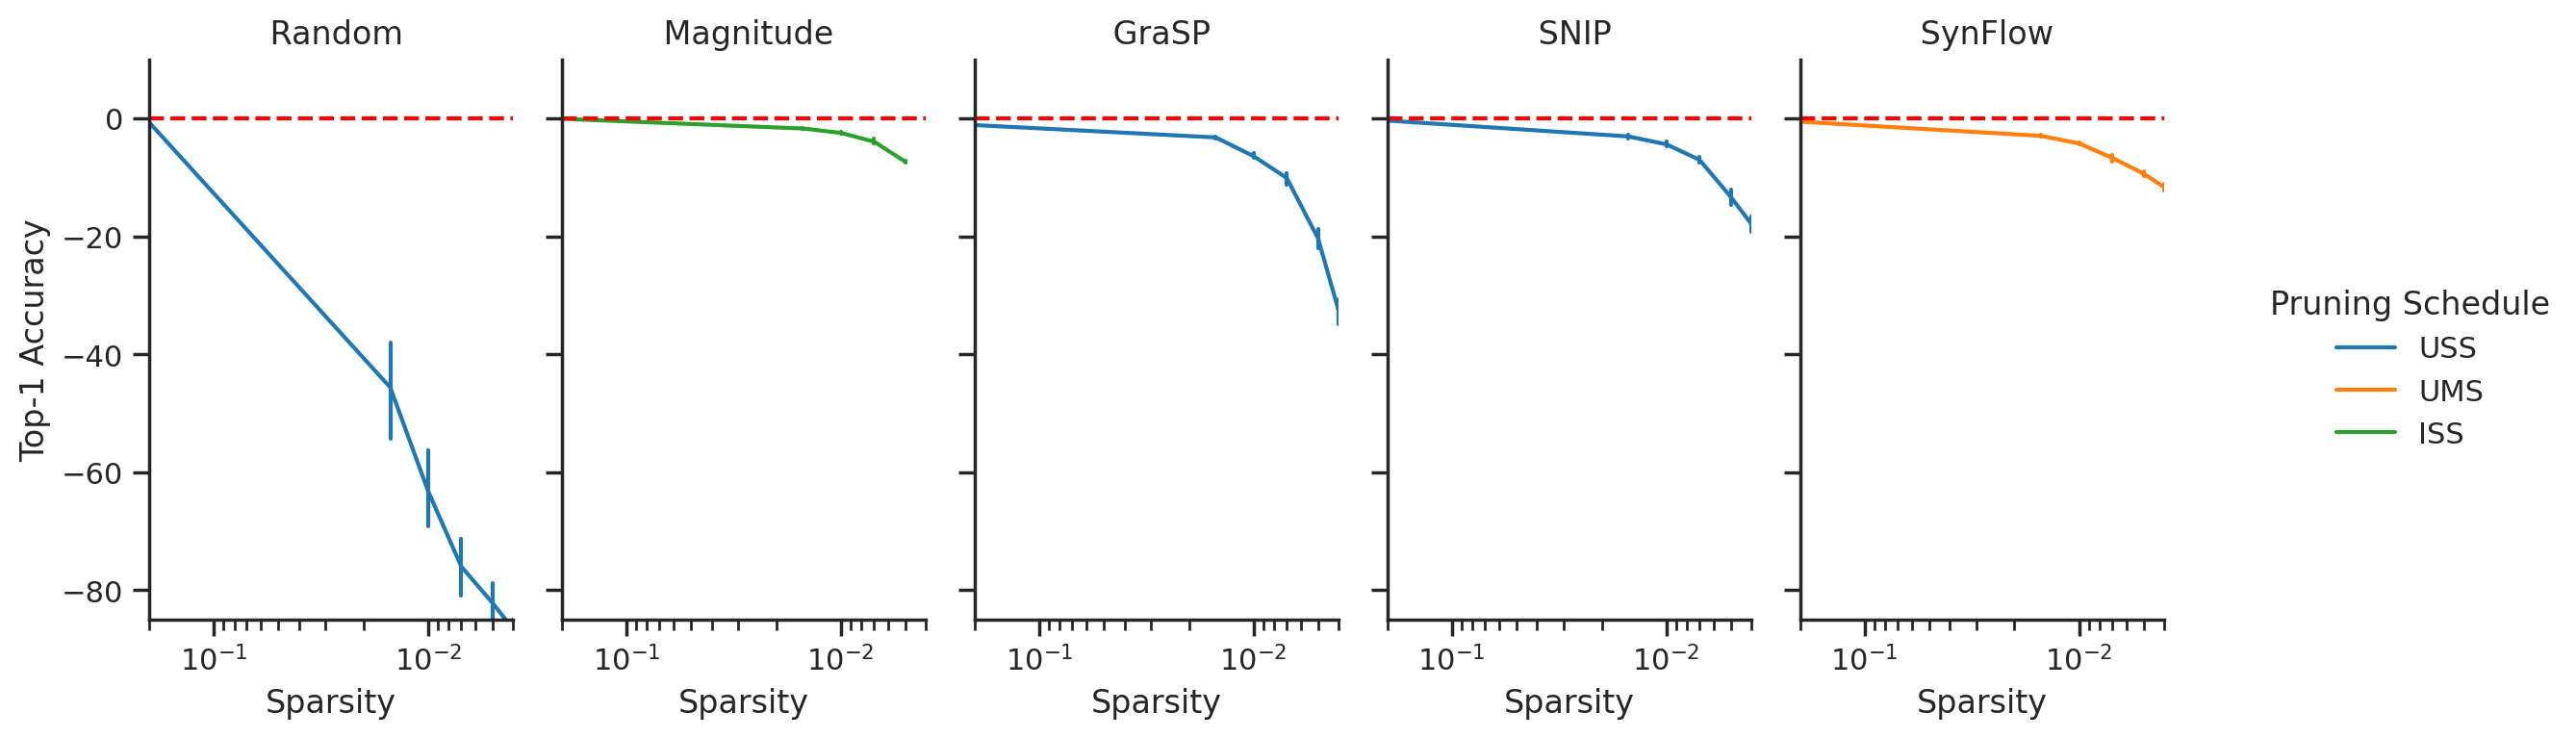 Random
Magnitude
GraSP
SNIP
SynFlow
Top-1 Accuracy
0
−20
−40
−60
−80
10⁻¹ 10⁻²
10⁻¹ 10⁻²
10⁻¹ 10⁻²
10⁻¹ 10⁻²
10⁻¹ 10⁻²
Sparsity
Sparsity
Sparsity
Sparsity
Sparsity
Pruning Schedule
USS
UMS
ISS